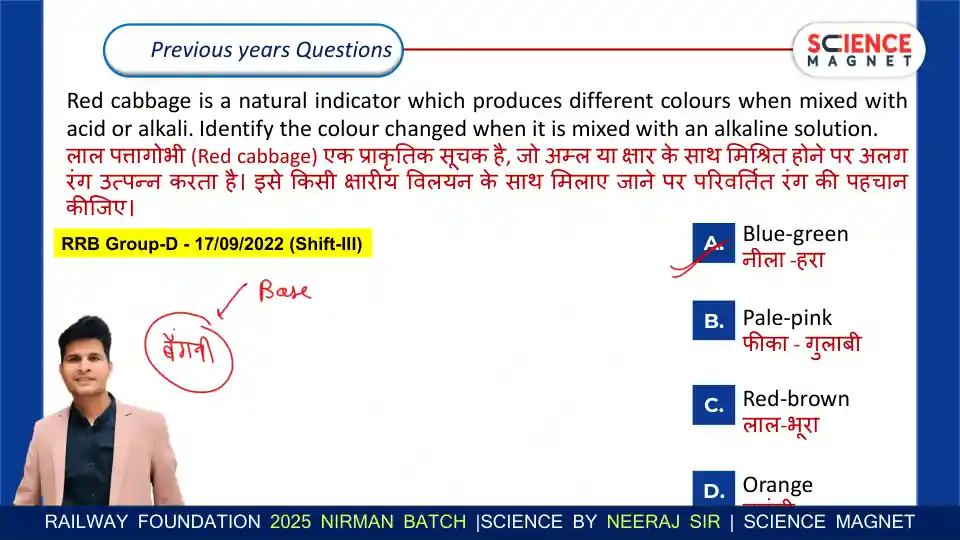 Previous years Questions
SCIENCE
MAGNET
Red cabbage is a natural indicator which produces different colours when mixed with
acid or alkali. Identify the colour changed when it is mixed with an alkaline solution.
लाल पत्तागोभी (Red cabbage) एक प्राकृतिक सूचक है, जो अम्ल या क्षार के साथ मिश्रित होने पर अलग
रंग उत्पन्न करता है। इसे किसी क्षारीय विलयन के साथ मिलाए जाने पर परिवर्तित रंग की पहचान
कीजिए।
RRB Group-D - 17/09/2022 (Shift-III)
A. Blue-green
नीला -हरा
Base
बैंगनी
B. Pale-pink
फीका - गुलाबी
C. Red-brown
लाल-भूरा
D. Orange
RAILWAY FOUNDATION 2025 NIRMAN BATCH |SCIENCE BY NEERAJ SIR | SCIENCE MAGNET